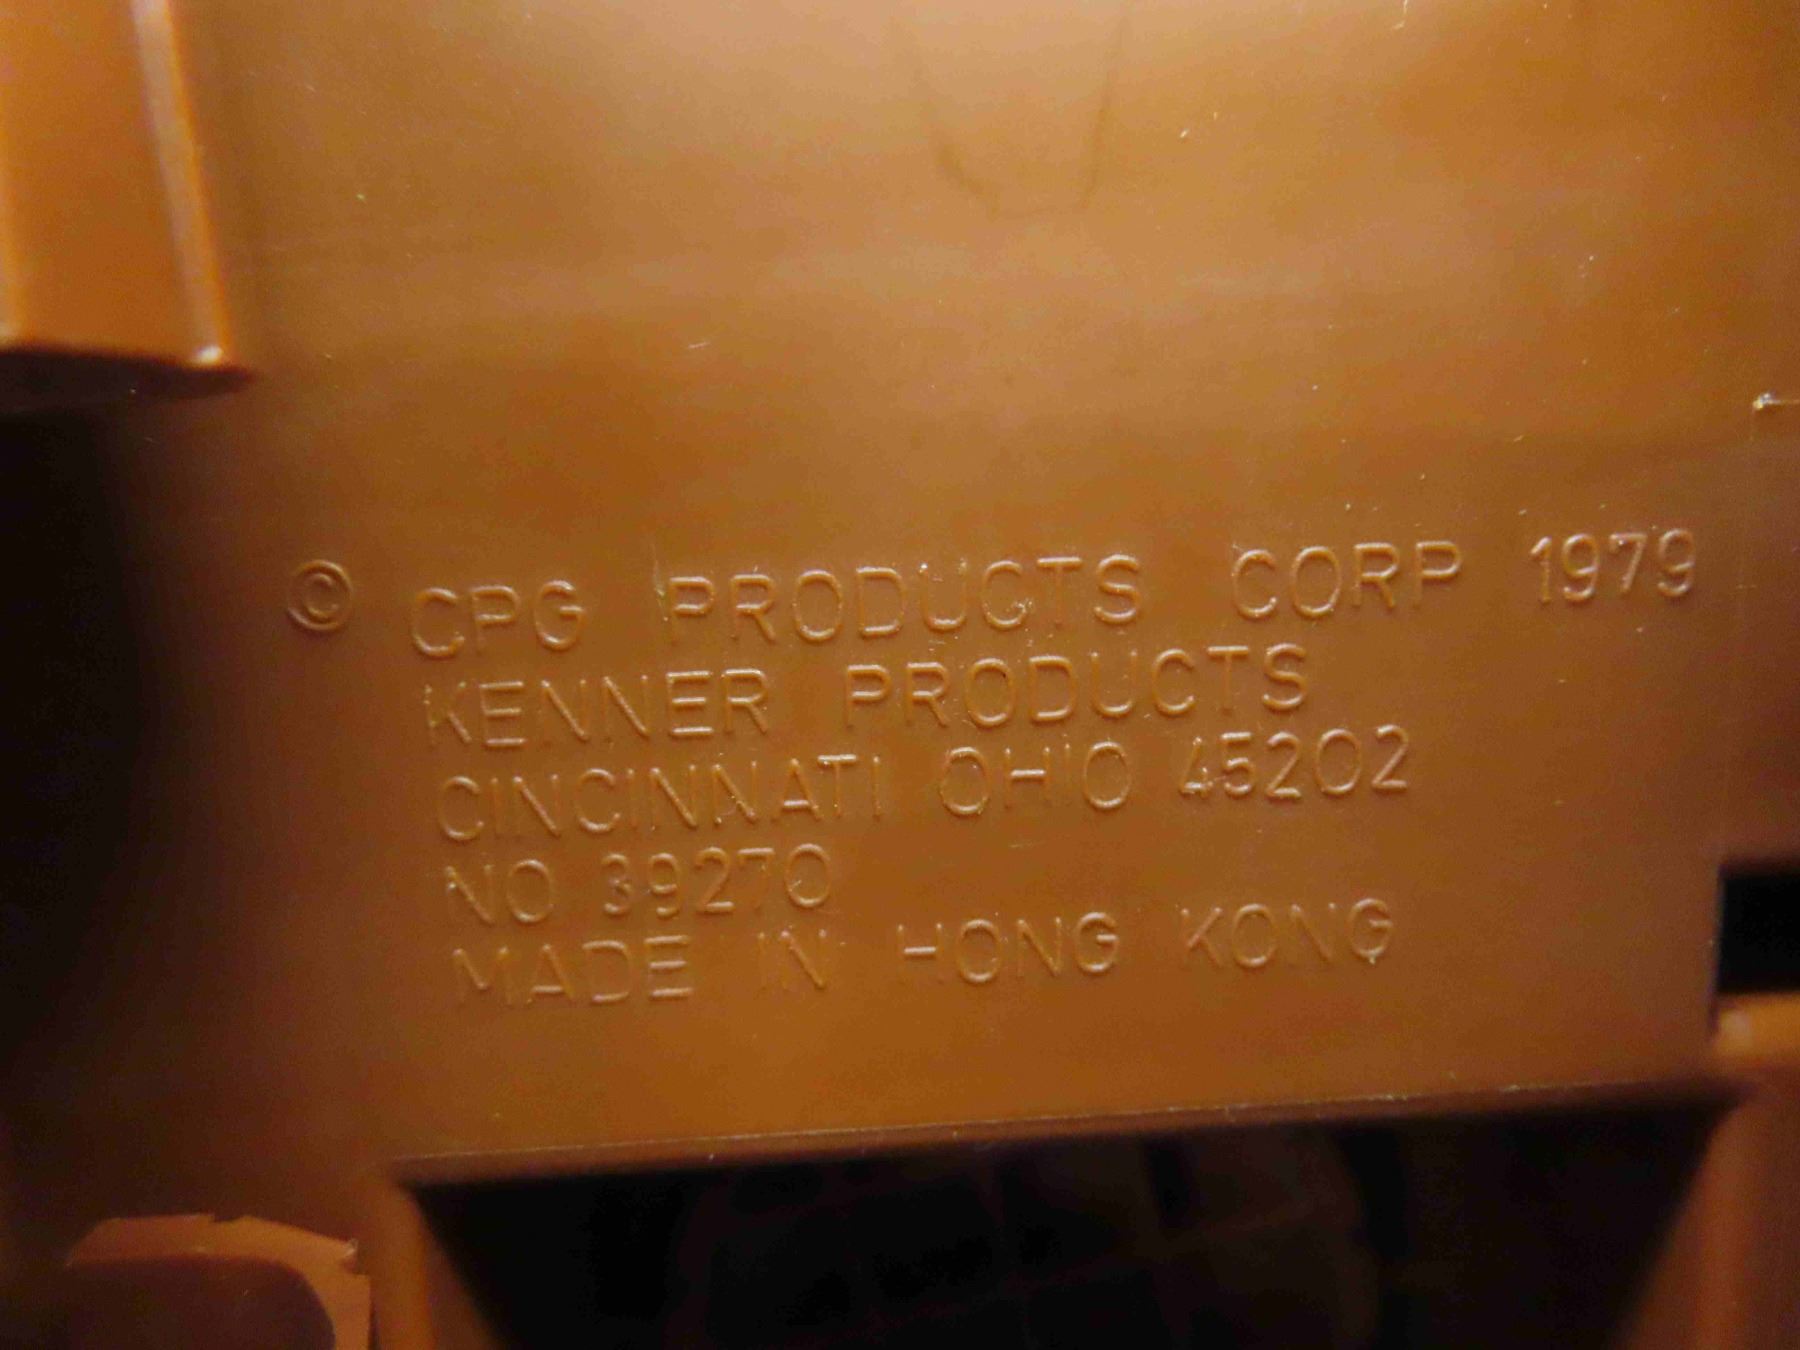 © CPG PRODUCTS CORP 1979
KENNER PRODUCTS
CINCINNATI OHIO 45202
NO 39270
MADE IN HONG KONG